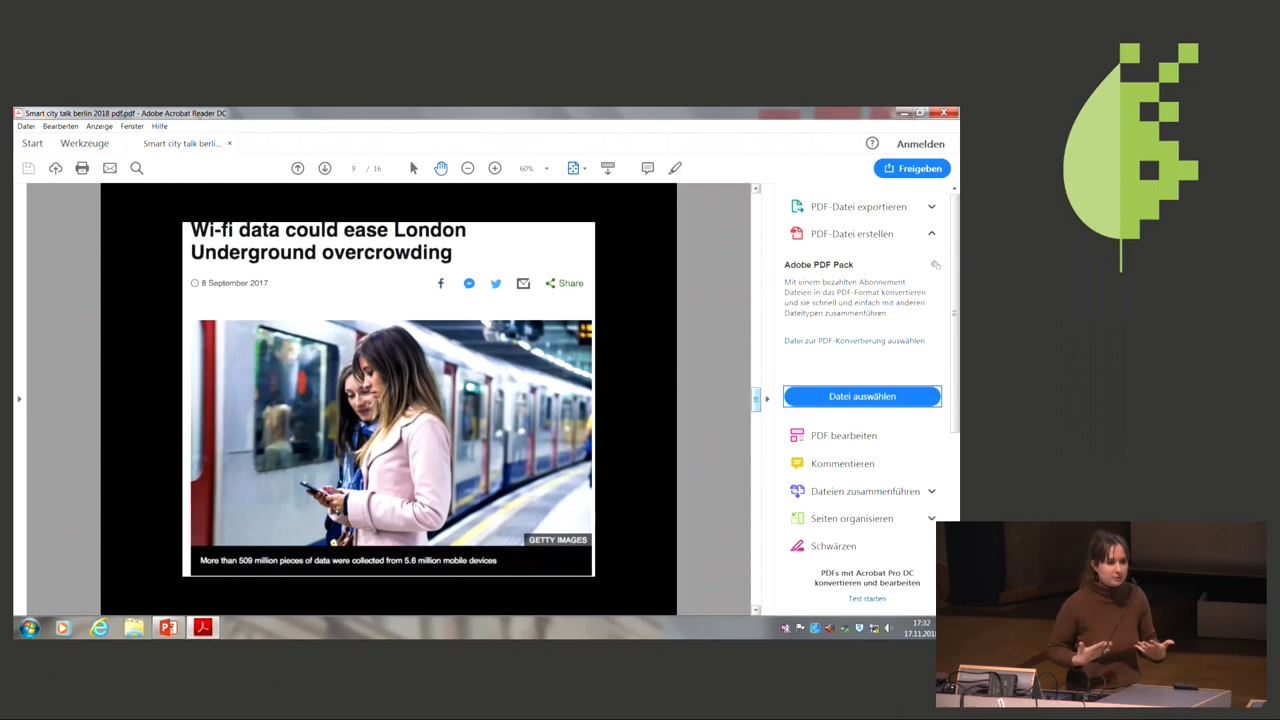 Smart city talk berlin 2018 pdf.pdf - Adobe Acrobat Reader DC
Datei Bearbeiten Anzeige Fenster Hilfe
Start Werkzeuge Smart city talk berli... × Anmelden
9 / 16 60% Freigeben
Wi-fi data could ease London
Underground overcrowding
8 September 2017 Share
GETTY IMAGES
More than 509 million pieces of data were collected from 5.6 million mobile devices
PDF-Datei exportieren
PDF-Datei erstellen
Adobe PDF Pack
Mit einem bezahlten Abonnement
Dateien in das PDF-Format konvertieren
und sie schnell und einfach mit anderen
Dateitypen zusammenführen
Datei zur PDF-Konvertierung auswählen
Datei auswählen
PDF bearbeiten
Kommentieren
Dateien zusammenführen
Seiten organisieren
Schwärzen
PDFs mit Acrobat Pro DC
konvertieren und bearbeiten
Test starten
17:32
17.11.201